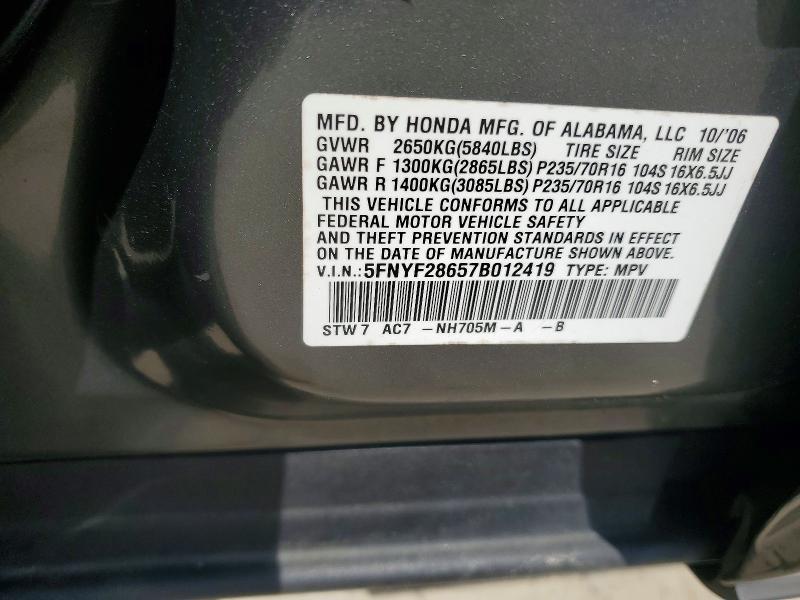 MFD. BY HONDA MFG. OF ALABAMA, LLC 10/'06
GVWR 2650KG(5840LBS) TIRE SIZE RIM SIZE
GAWR F 1300KG(2865LBS) P235/70R16 104S 16X6.5JJ
GAWR R 1400KG(3085LBS) P235/70R16 104S 16X6.5JJ
THIS VEHICLE CONFORMS TO ALL APPLICABLE
FEDERAL MOTOR VEHICLE SAFETY
AND THEFT PREVENTION STANDARDS IN EFFECT
ON THE DATE OF MANUFACTURE SHOWN ABOVE.
V.I.N.: 5FNYF28657B012419 TYPE: MPV
STW 7 AC7 -NH705M-A -B